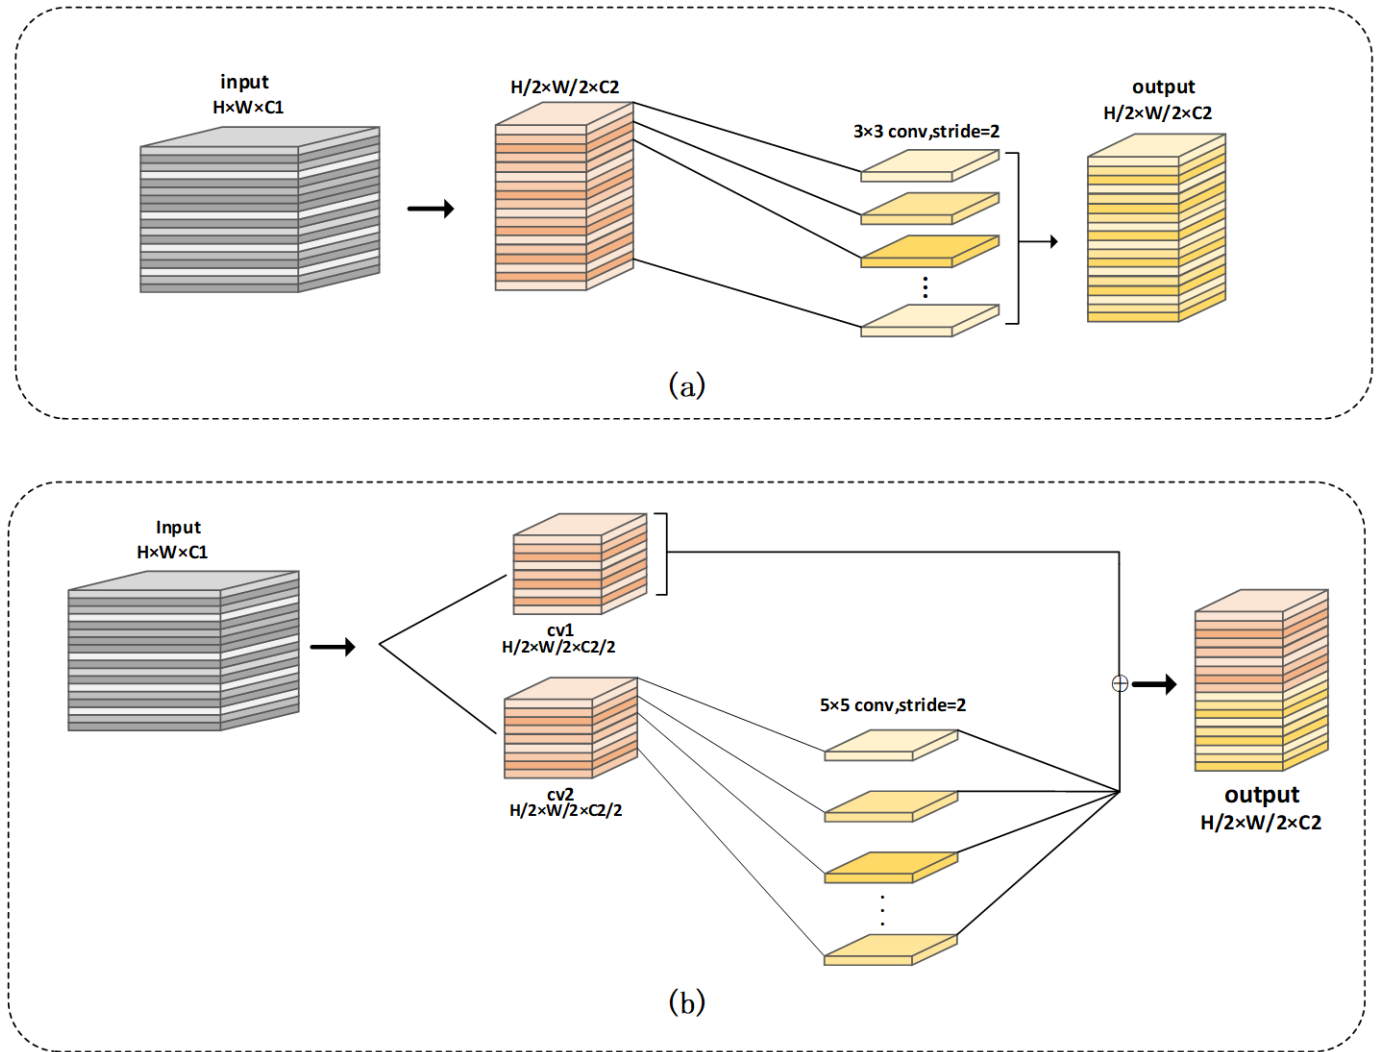 input
H×W×C1
H/2×W/2×C2
3×3 conv,stride=2
output
H/2×W/2×C2
(a)
Input
H×W×C1
cv1
H/2×W/2×C2/2
cv2
H/2×W/2×C2/2
5×5 conv,stride=2
output
H/2×W/2×C2
(b)